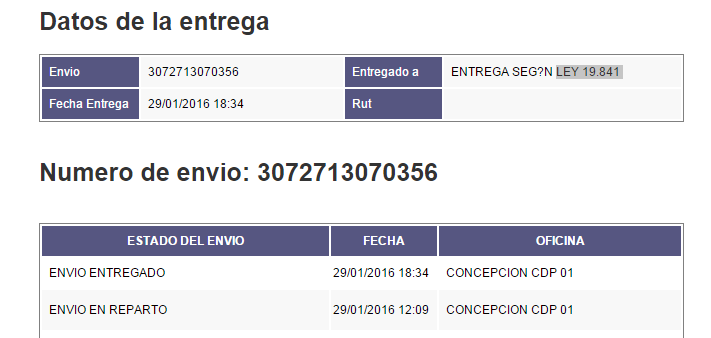 Datos de la entrega
Envio 3072713070356 Entregado a ENTREGA SEG?N LEY 19.841
Fecha Entrega 29/01/2016 18:34 Rut
Numero de envio: 3072713070356
ESTADO DEL ENVIO FECHA OFICINA
ENVIO ENTREGADO 29/01/2016 18:34 CONCEPCION CDP 01
ENVIO EN REPARTO 29/01/2016 12:09 CONCEPCION CDP 01